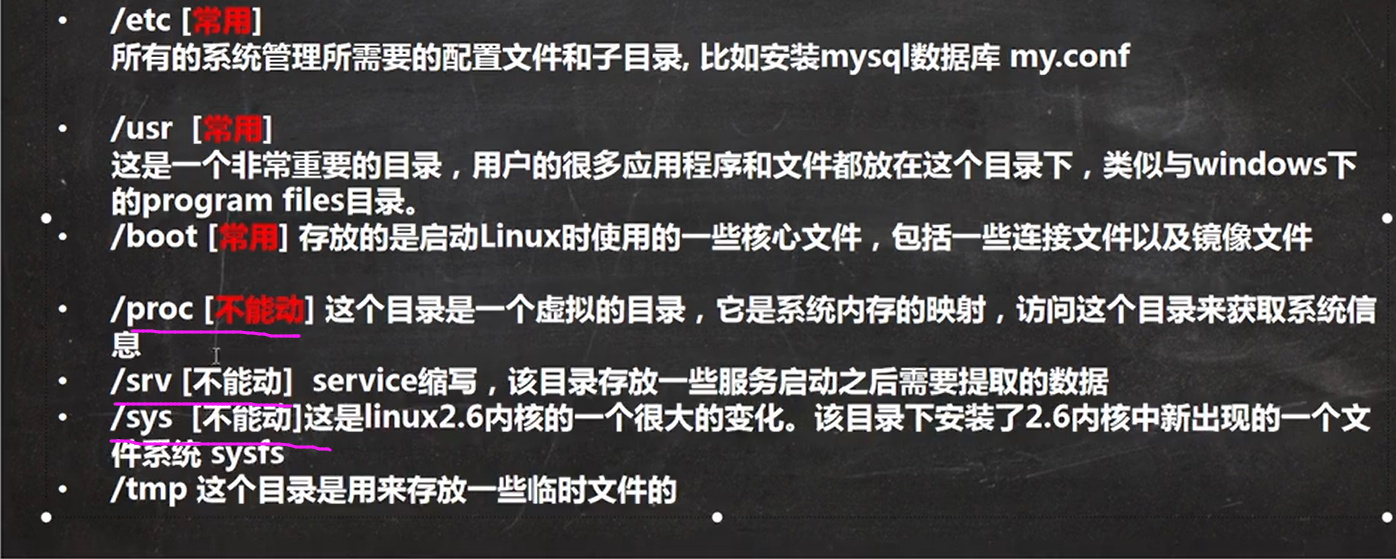 • /etc [常用]
所有的系统管理所需要的配置文件和子目录, 比如安装mysql数据库 my.conf
• /usr [常用]
这是一个非常重要的目录，用户的很多应用程序和文件都放在这个目录下，类似与windows下
的program files目录。
• /boot [常用] 存放的是启动Linux时使用的一些核心文件，包括一些连接文件以及镜像文件
• /proc [不能动] 这个目录是一个虚拟的目录，它是系统内存的映射，访问这个目录来获取系统信
息
• /srv [不能动] service缩写，该目录存放一些服务启动之后需要提取的数据
• /sys [不能动]这是linux2.6内核的一个很大的变化。该目录下安装了2.6内核中新出现的一个文
件系统 sysfs
• /tmp 这个目录是用来存放一些临时文件的